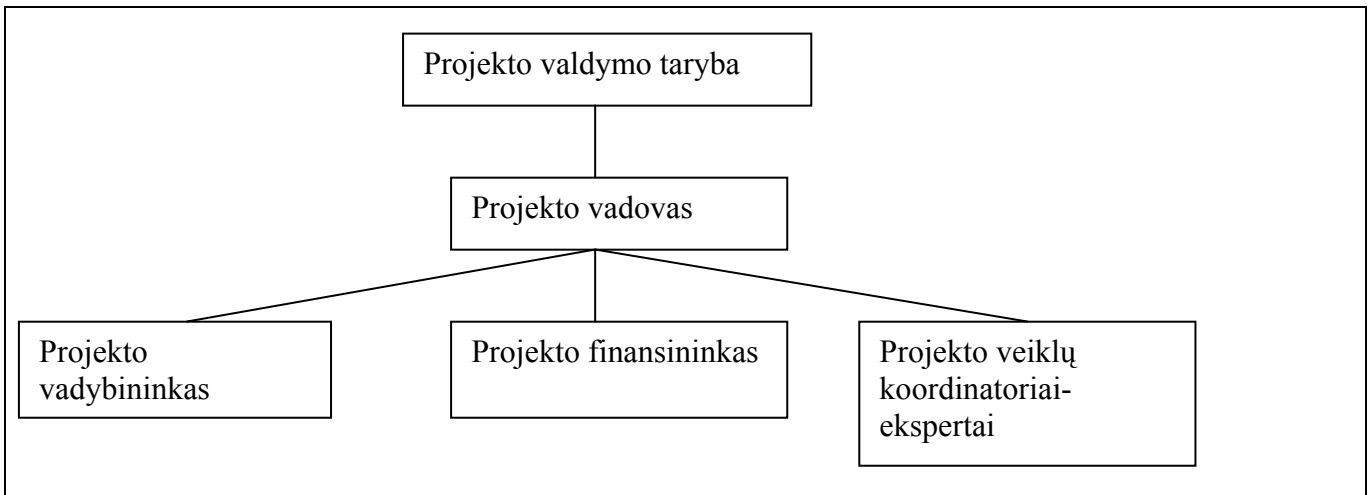 Projekto valdymo taryba
Projekto vadovas
Projekto
vadybininkas
Projekto finansininkas
Projekto veiklų
koordinatoriai-
ekspertai